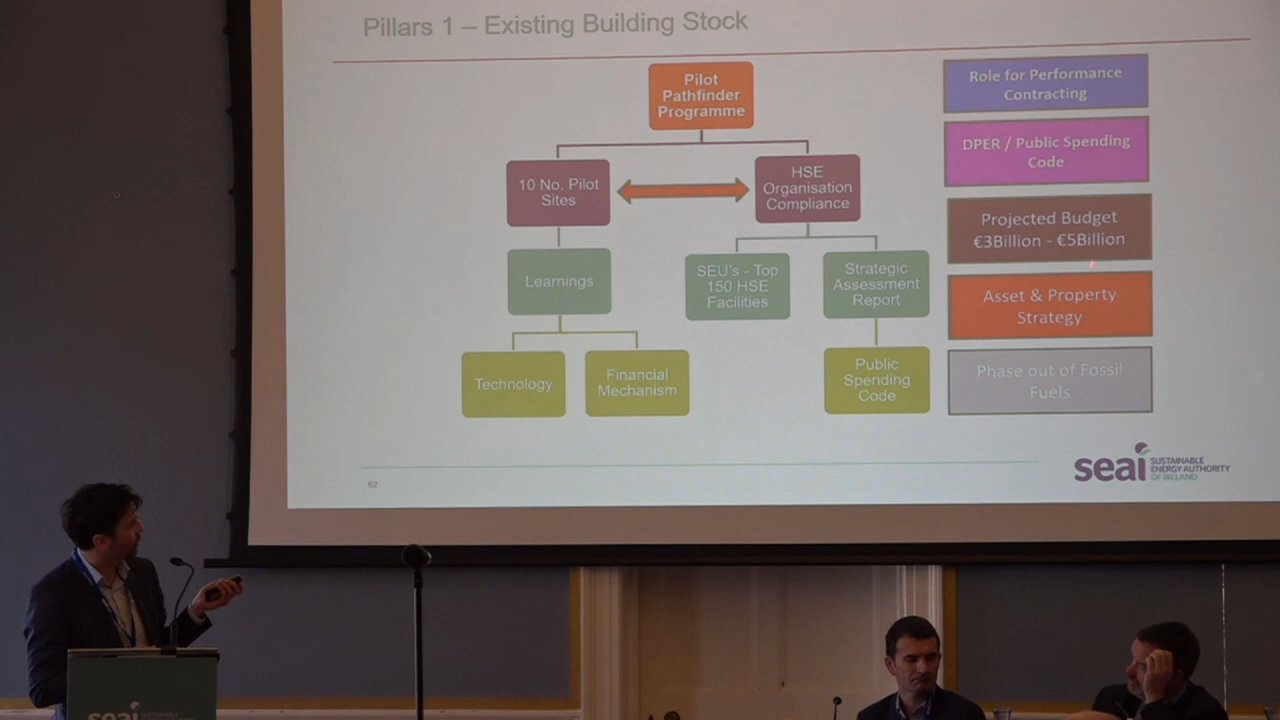 Pillars 1 – Existing Building Stock
Pilot
Pathfinder
Programme
10 No. Pilot
Sites
HSE
Organisation
Compliance
Learnings
SEU's - Top
150 HSE
Facilities
Strategic
Assessment
Report
Technology
Financial
Mechanism
Public
Spending
Code
Role for Performance
Contracting
DPER / Public Spending
Code
Projected Budget
€3Billion - €5Billion
Asset & Property
Strategy
Phase out of Fossil
Fuels
62
seai
SUSTAINABLE
ENERGY AUTHORITY
OF IRELAND
seai
SUSTAINABLE